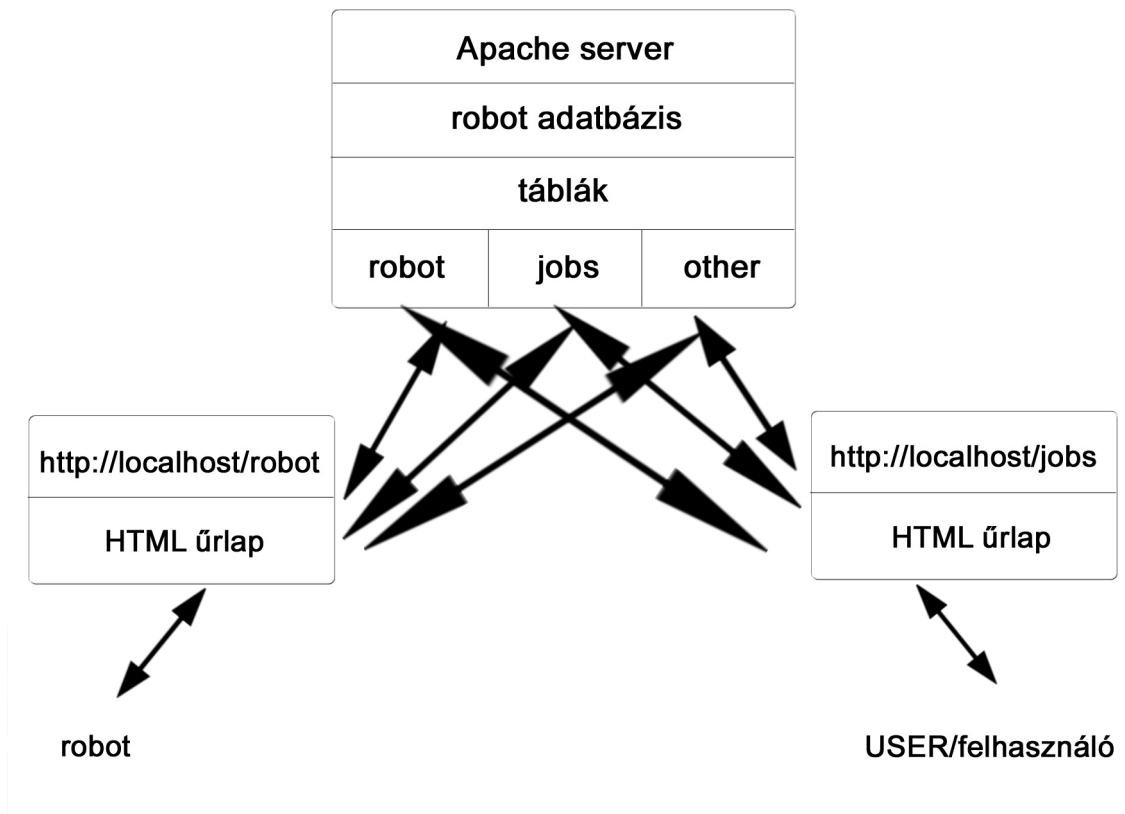 Apache server
robot adatbázis
táblák
robot jobs other
http://localhost/robot
HTML űrlap
http://localhost/jobs
HTML űrlap
robot
USER/felhasználó